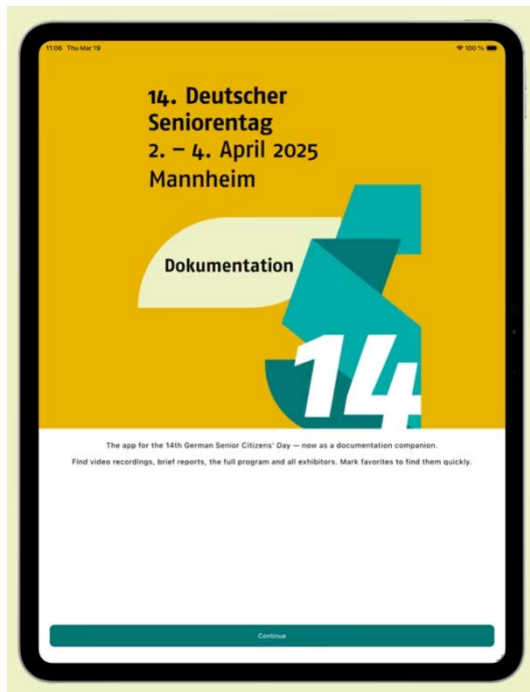 11:06 Thu Mar 19
100 %
14. Deutscher
Seniorentag
2. – 4. April 2025
Mannheim
Dokumentation
14
The app for the 14th German Senior Citizens' Day — now as a documentation companion.
Find video recordings, brief reports, the full program and all exhibitors. Mark favorites to find them quickly.
Continue